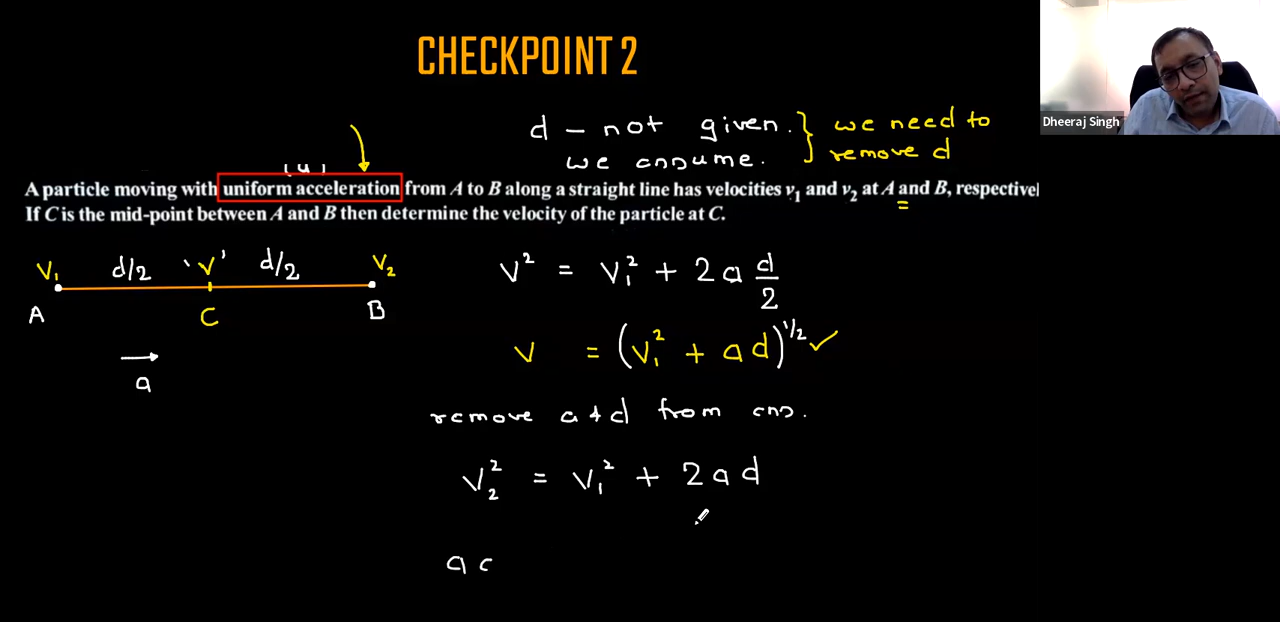 CHECKPOINT 2
Dheeraj Singh
d – not given. } we need to
we assume. } remove d
(u)
A particle moving with uniform acceleration from A to B along a straight line has velocities v₁ and v₂ at A and B, respectivel
If C is the mid-point between A and B then determine the velocity of the particle at C.
V₁ d/2 'V' d/2 V₂
A C B
a
V² = V₁² + 2a d/2
V = (V₁² + ad)^1/2 ✓
remove a & d from ans.
V₂² = V₁² + 2ad